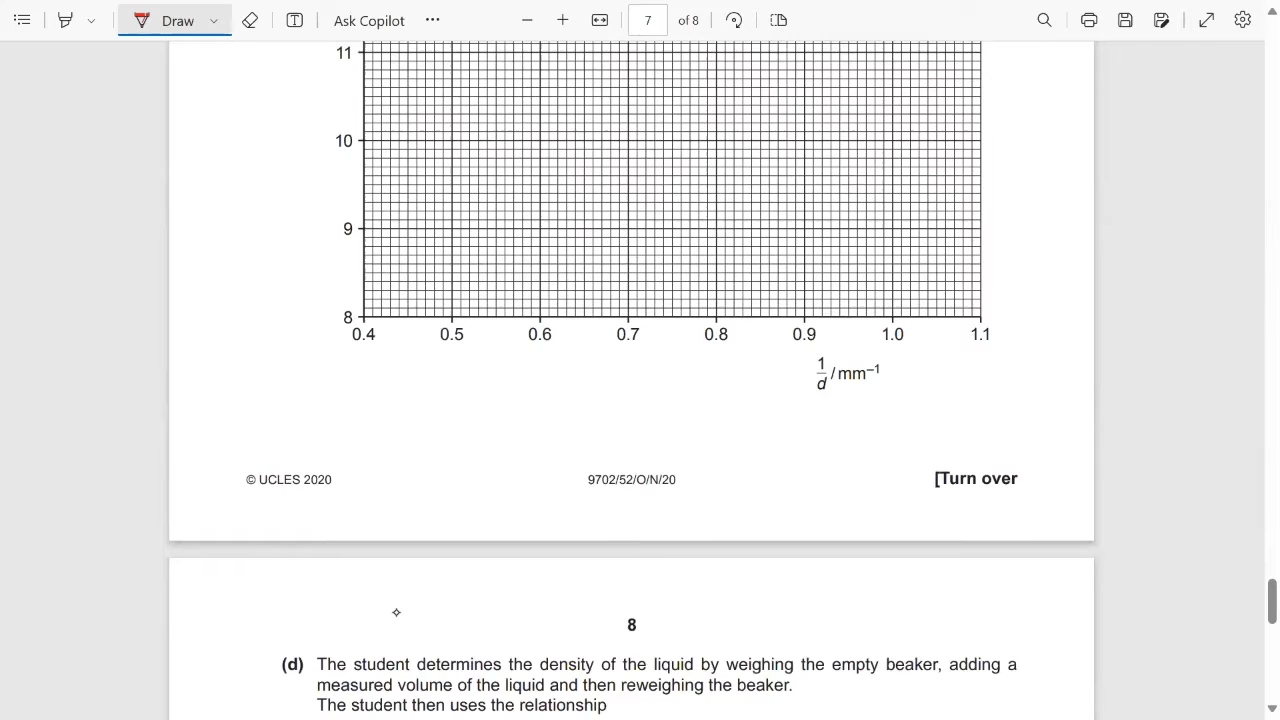 Draw
Ask Copilot
7 of 8
11
10
9
8
0.4 0.5 0.6 0.7 0.8 0.9 1.0 1.1
1/d / mm⁻¹
© UCLES 2020 9702/52/O/N/20 [Turn over
8
(d) The student determines the density of the liquid by weighing the empty beaker, adding a
measured volume of the liquid and then reweighing the beaker.
The student then uses the relationship